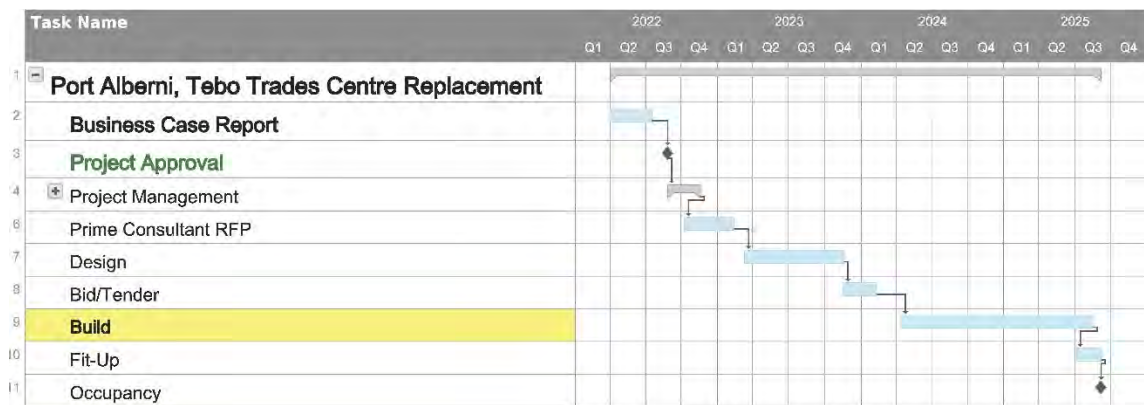 Task Name
2022 2023 2024 2025
Q1 Q2 Q3 Q4 Q1 Q2 Q3 Q4 Q1 Q2 Q3 Q4 Q1 Q2 Q3 Q4
1 Port Alberni, Tebo Trades Centre Replacement
2 Business Case Report
3 Project Approval
4 Project Management
6 Prime Consultant RFP
7 Design
8 Bid/Tender
9 Build
10 Fit-Up
11 Occupancy